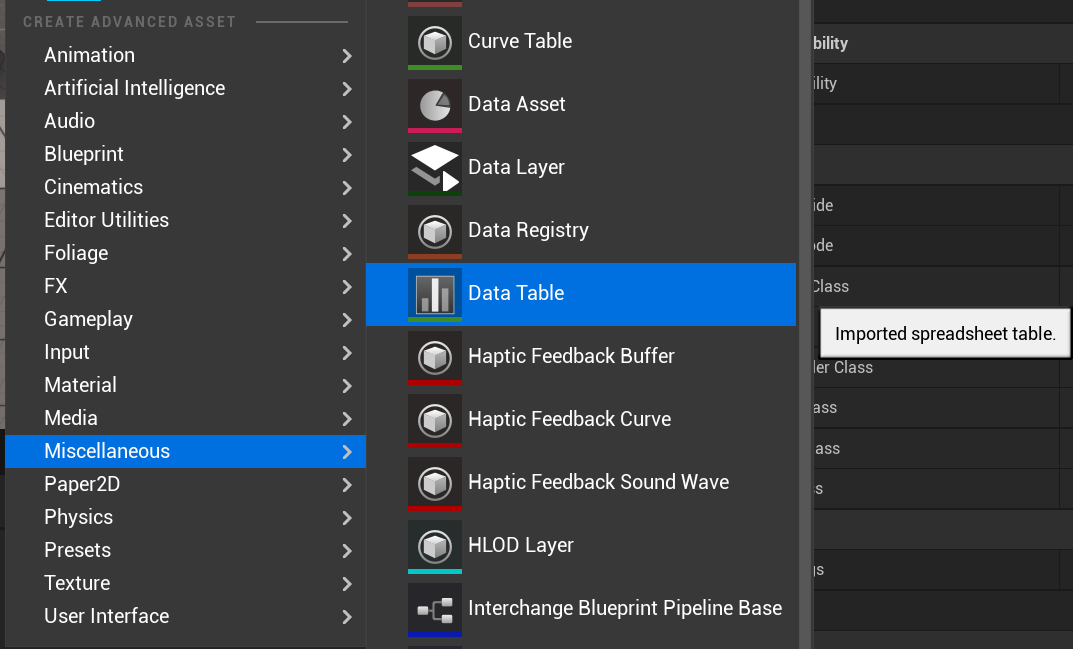 CREATE ADVANCED ASSET
Animation
Artificial Intelligence
Audio
Blueprint
Cinematics
Editor Utilities
Foliage
FX
Gameplay
Input
Material
Media
Miscellaneous
Paper2D
Physics
Presets
Texture
User Interface
Curve Table
Data Asset
Data Layer
Data Registry
Data Table
Haptic Feedback Buffer
Haptic Feedback Curve
Haptic Feedback Sound Wave
HLOD Layer
Interchange Blueprint Pipeline Base
bility
ility
ide
ode
Class
Imported spreadsheet table.
er Class
ass
ass
s
gs